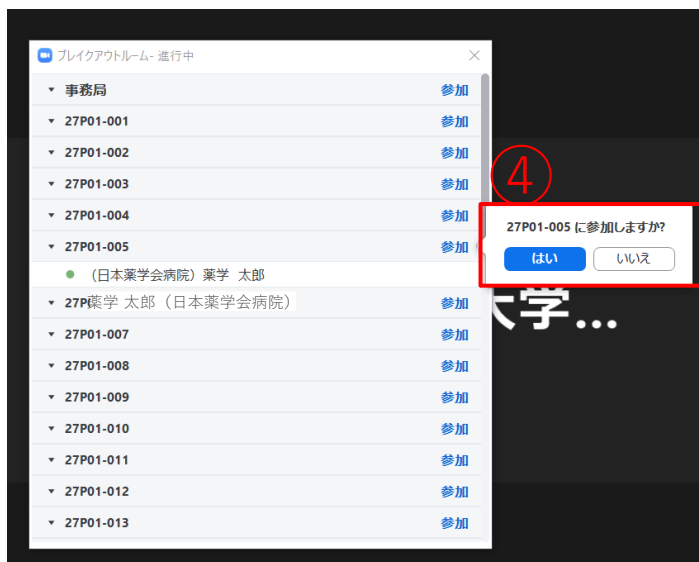 ブレイクアウトルーム- 進行中
事務局 参加
27P01-001 参加
27P01-002 参加
27P01-003 参加
27P01-004 参加
27P01-005 参加
(日本薬学会病院) 薬学 太郎
27P 薬学 太郎（日本薬学会病院） 参加
27P01-007 参加
27P01-008 参加
27P01-009 参加
27P01-010 参加
27P01-011 参加
27P01-012 参加
27P01-013 参加
④
27P01-005 に参加しますか?
はい いいえ
大学...